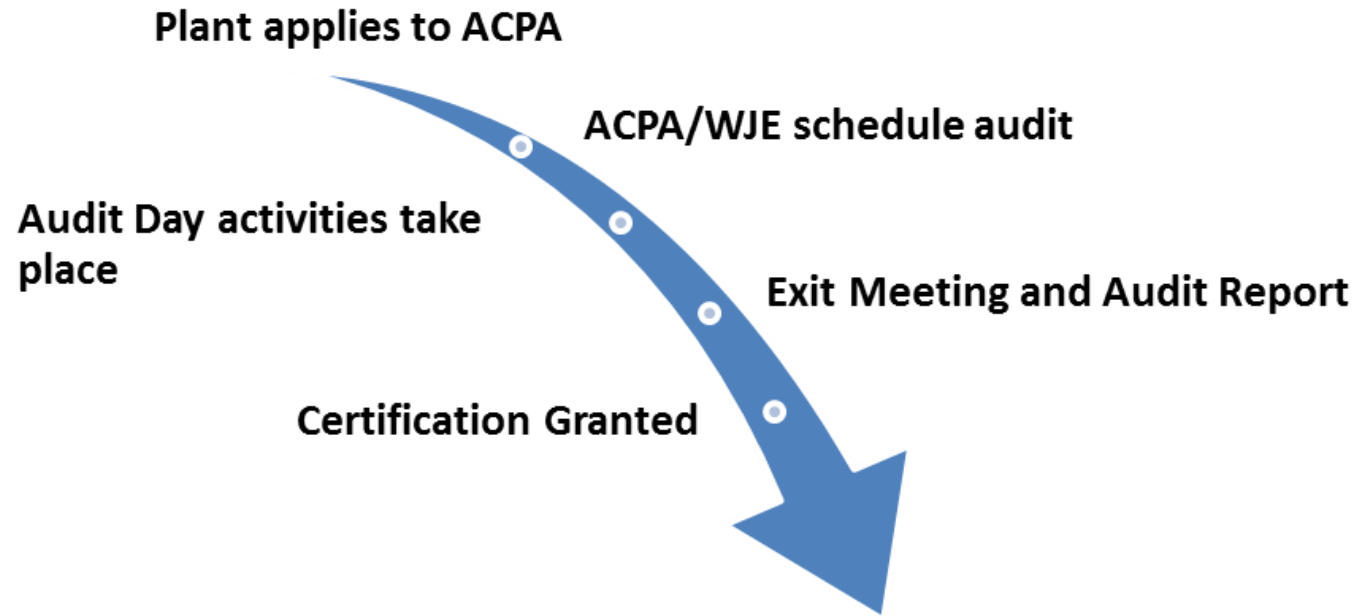 Plant applies to ACPA
ACPA/WJE schedule audit
Audit Day activities take
place
Exit Meeting and Audit Report
Certification Granted